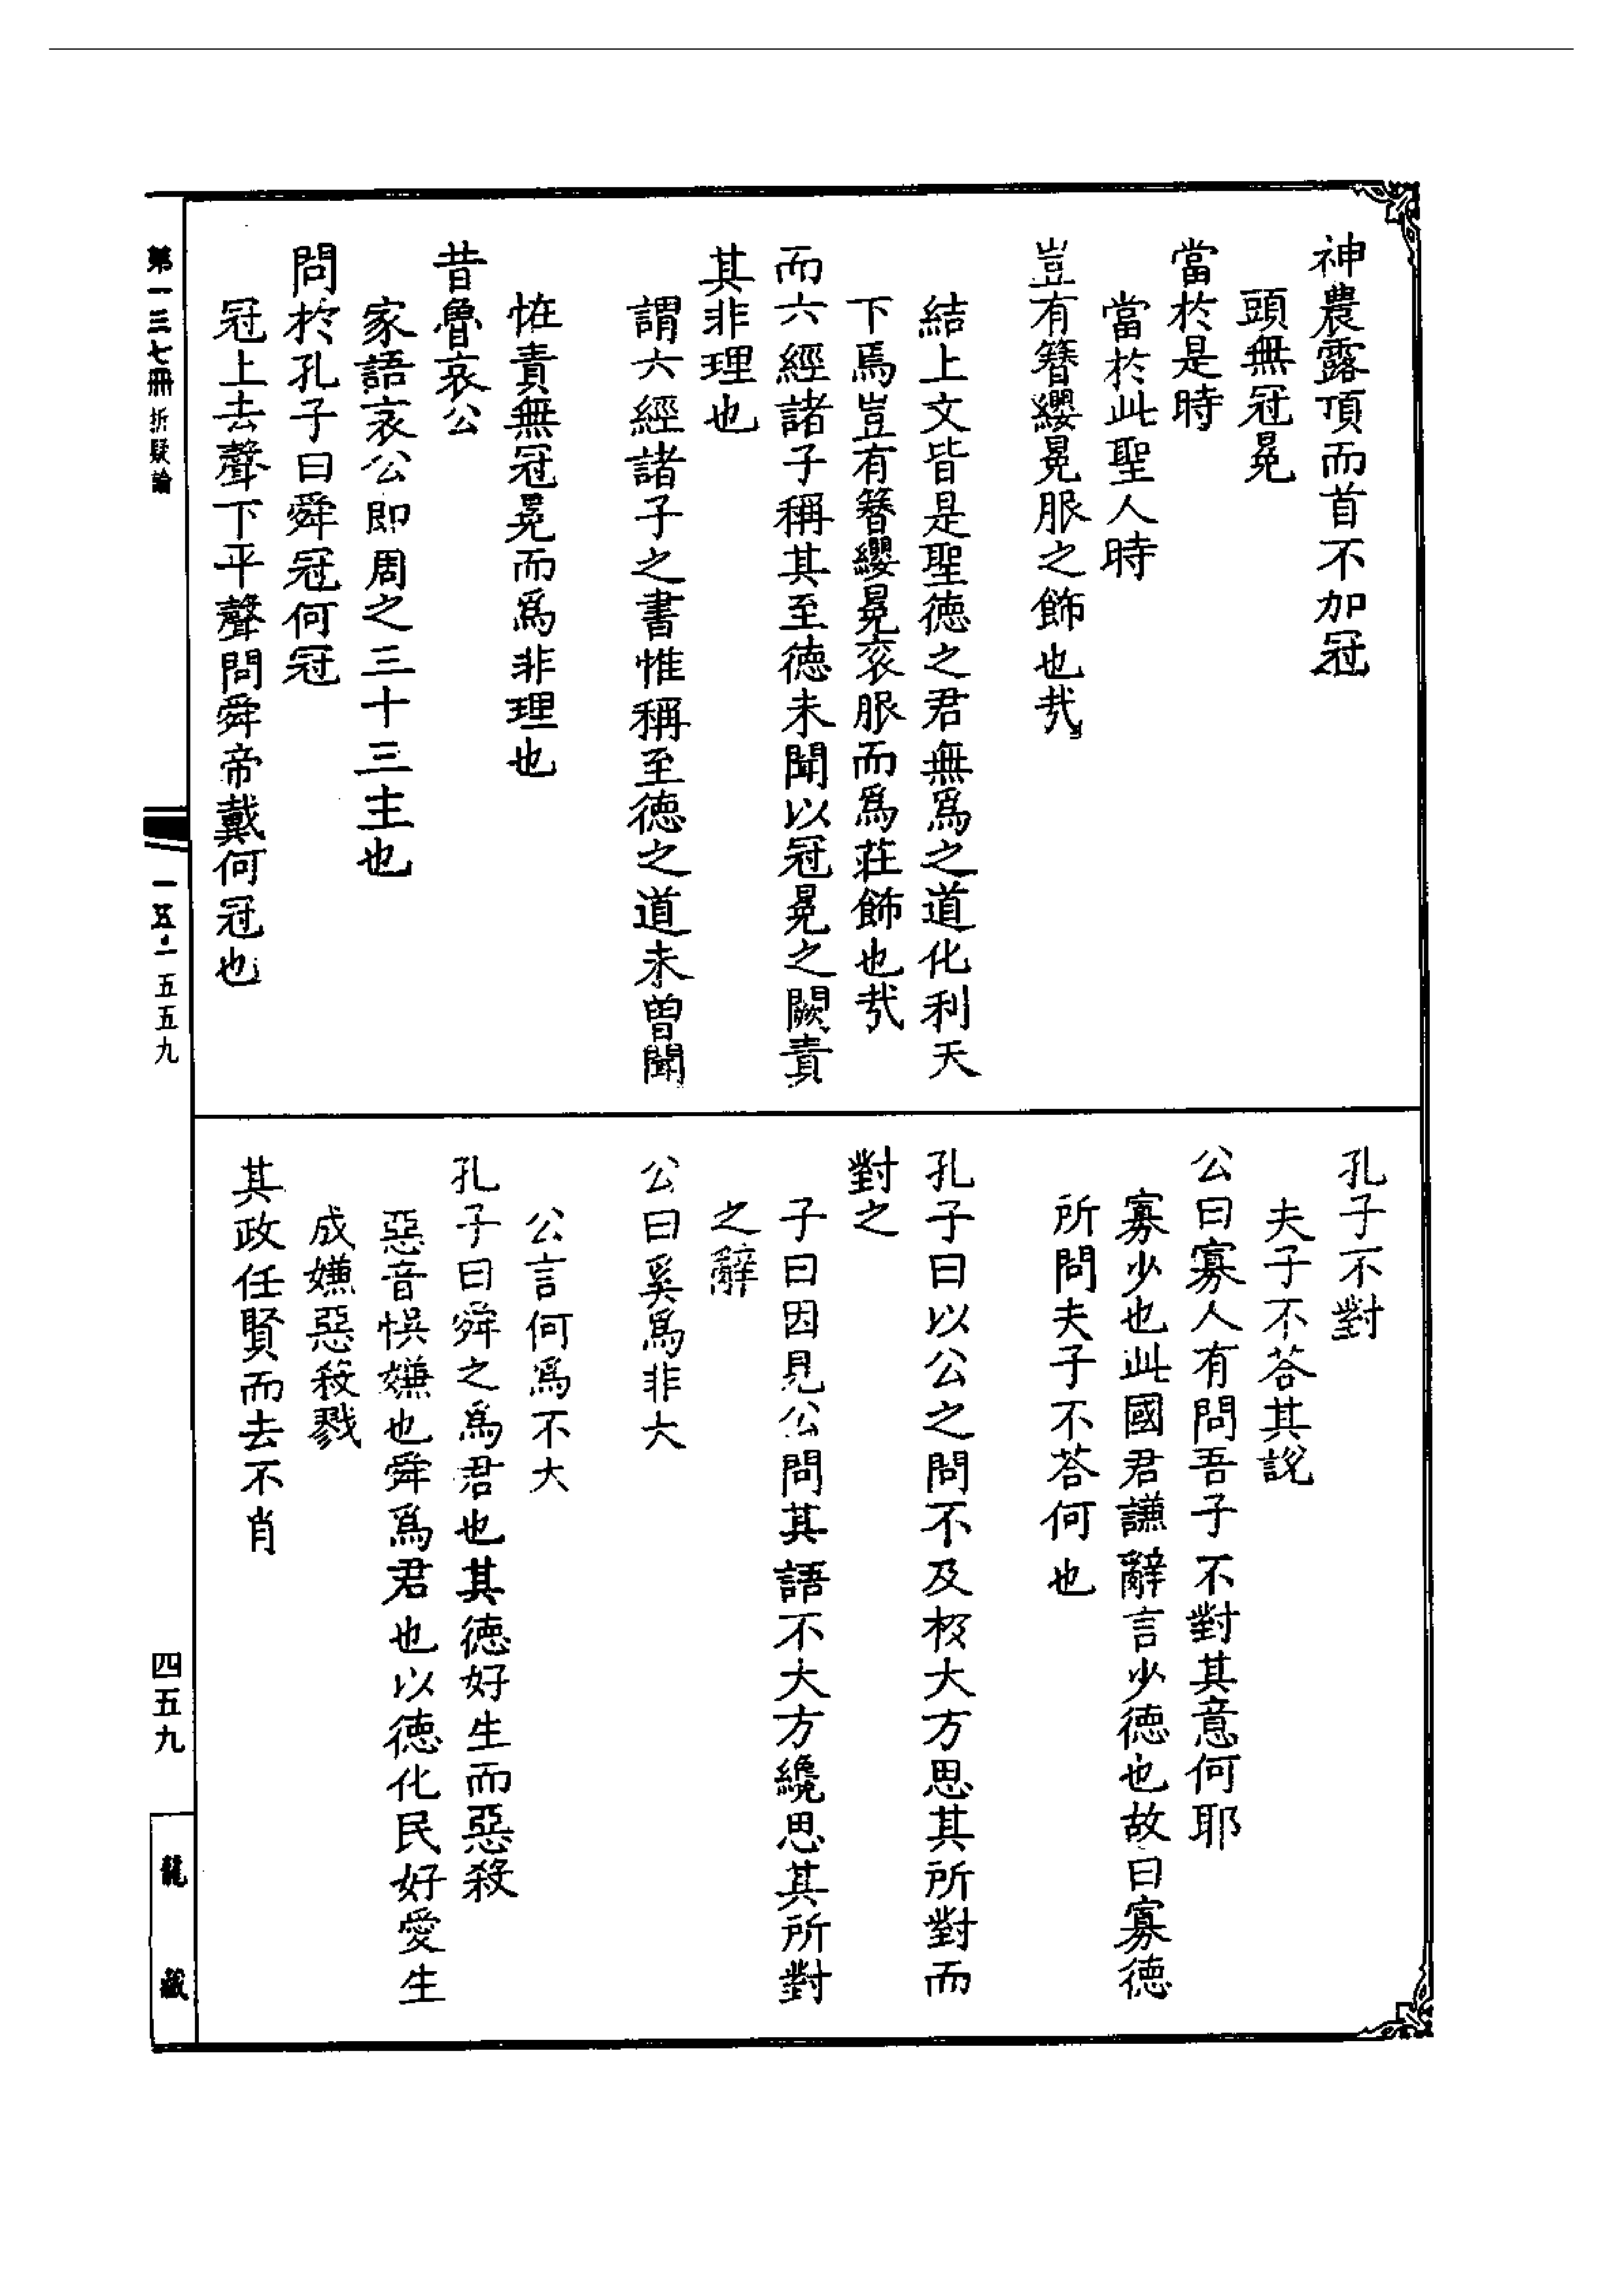 神農露頂而首不加冠
頭無冠冕
當於是時
當於此聖人時
豈有簪纓冕服之飾也哉
結上文皆是聖德之君無爲之道化利天
下焉豈有簪纓冕衮服而爲莊飾也哉
而六經諸子稱其至德未聞以冠冕之闕責
其非理也
謂六經諸子之書惟稱至德之道未曾聞
恠責無冠冕而爲非理也
昔魯哀公
家語哀公即周之三十三主也
問於孔子曰舜冠何冠
冠上去聲下平聲問舜帝戴何冠也
孔子不對
夫子不荅其說
公曰寡人有問吾子不對其意何耶
寡少也此國君謙辭言少德也故曰寡德
所問夫子不荅何也
孔子曰以公之問不及校大方思其所對而
對之
子曰因見公問其語不大方纔思其所對
之辭
公曰奚爲非大
公言何爲不大
孔子曰舜之爲君也其德好生而惡殺
惡音悞嫌也舜爲君也以德化民好愛生
成嫌惡殺戮
其政任賢而去不肖
第一三七冊 折疑論
一五·一五五九
四五九
龍藏